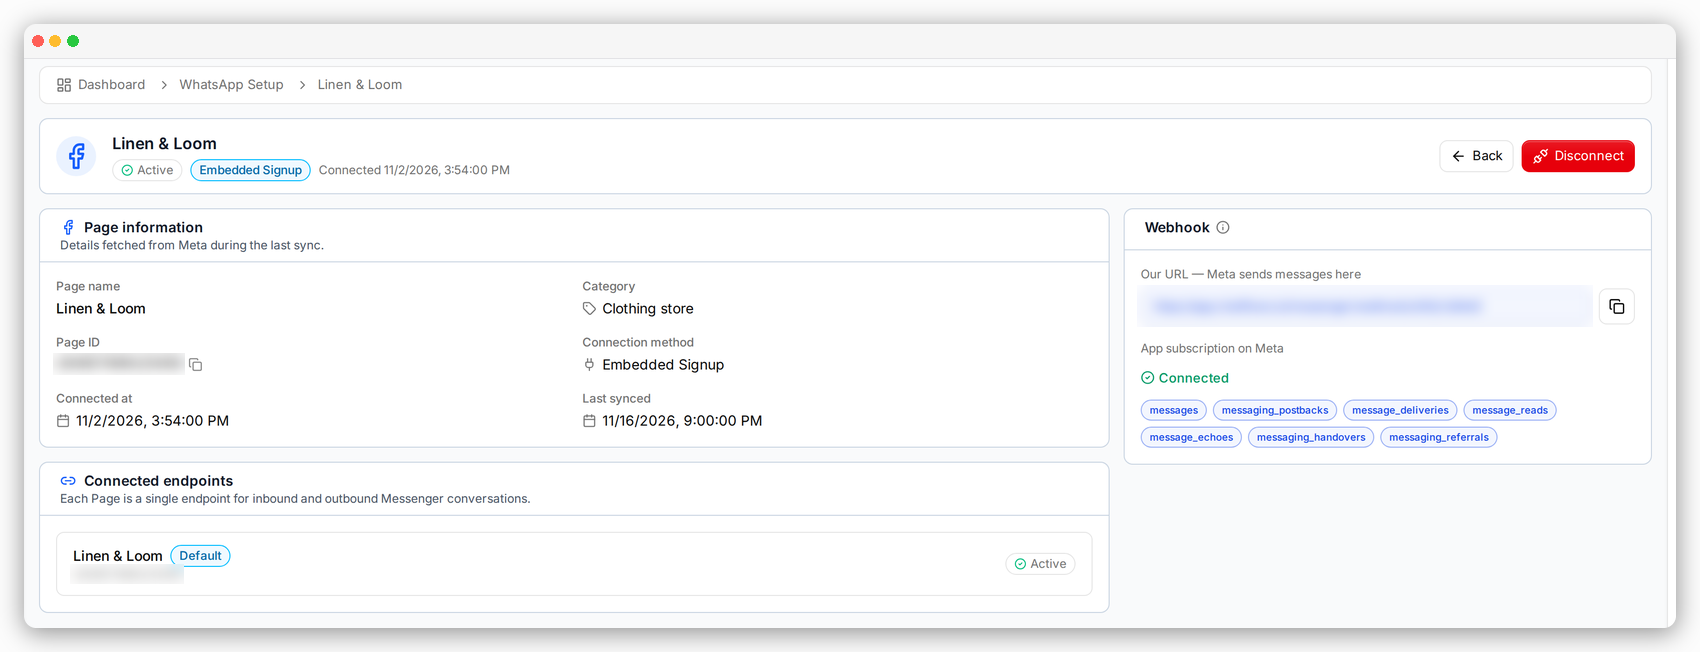 Dashboard > WhatsApp Setup > Linen & Loom
Linen & Loom
Active Embedded Signup Connected 11/2/2026, 3:54:00 PM
Back Disconnect
Page information
Details fetched from Meta during the last sync.
Page name
Linen & Loom
Category
Clothing store
Page ID
Connection method
Embedded Signup
Connected at
11/2/2026, 3:54:00 PM
Last synced
11/16/2026, 9:00:00 PM
Connected endpoints
Each Page is a single endpoint for inbound and outbound Messenger conversations.
Linen & Loom Default
Active
Webhook
Our URL — Meta sends messages here
App subscription on Meta
Connected
messages messaging_postbacks message_deliveries message_reads
message_echoes messaging_handovers messaging_referrals